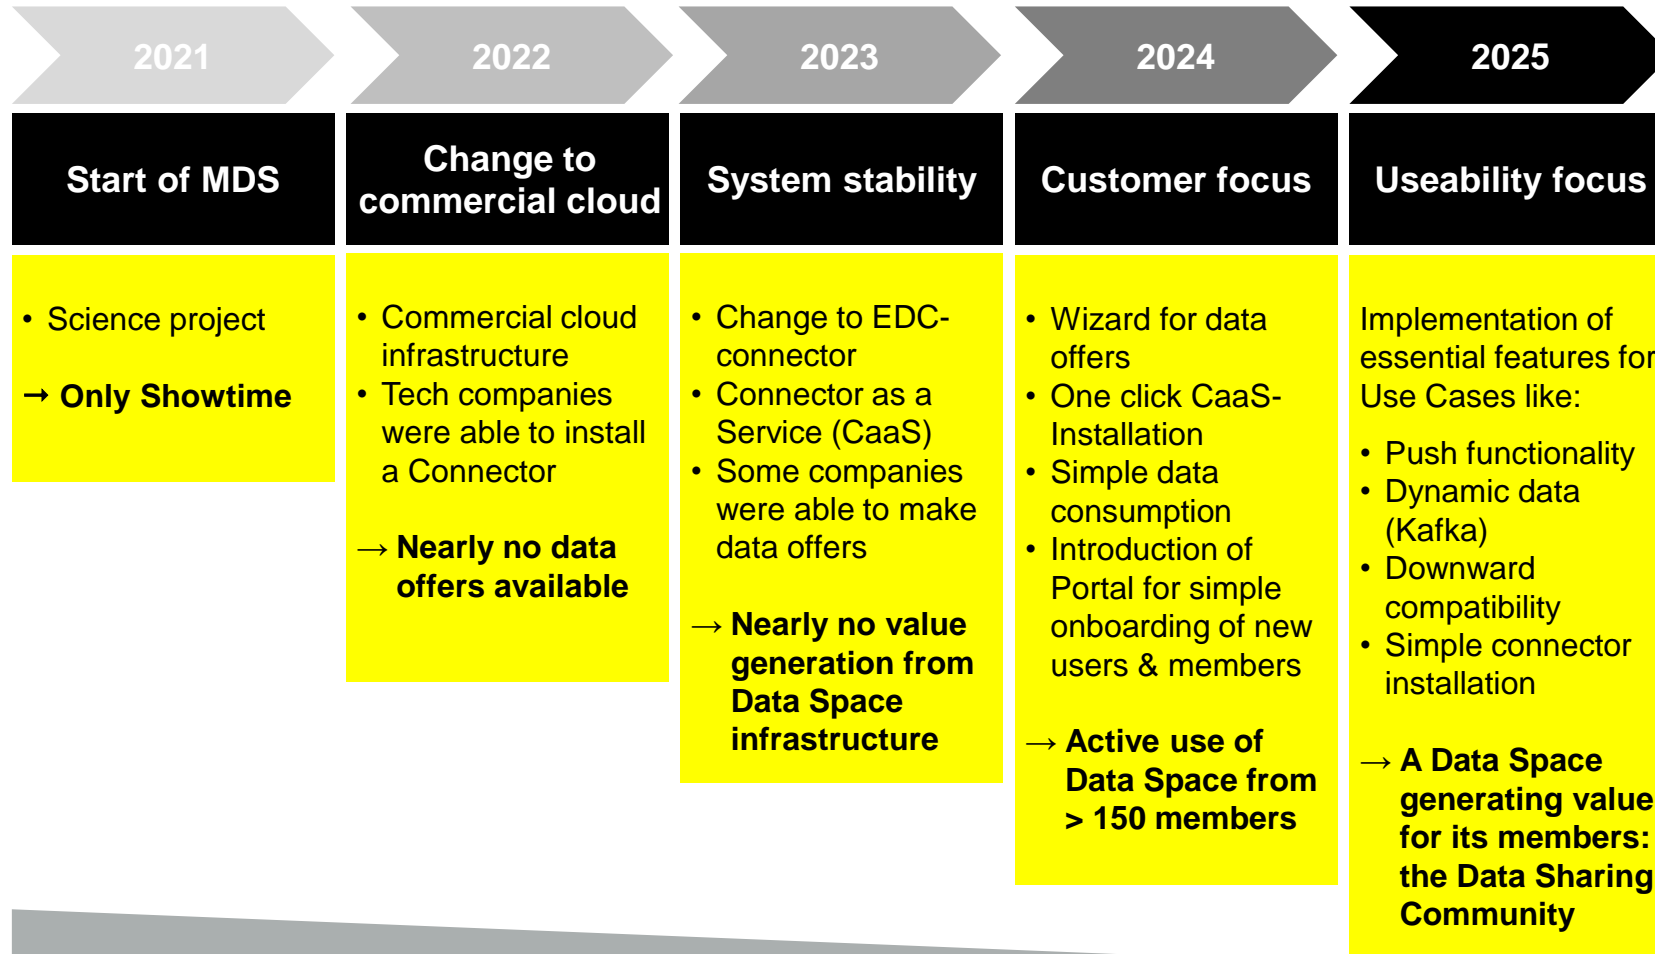 2021
2022
2023
2024
2025
Start of MDS
Change to
commercial cloud
System stability
Customer focus
Useability focus
• Science project
→ Only Showtime
• Commercial cloud
infrastructure
• Tech companies
were able to install
a Connector
→ Nearly no data
offers available
• Change to EDC-
connector
• Connector as a
Service (CaaS)
• Some companies
were able to make
data offers
→ Nearly no value
generation from
Data Space
infrastructure
• Wizard for data
offers
• One click CaaS-
Installation
• Simple data
consumption
• Introduction of
Portal for simple
onboarding of new
users & members
→ Active use of
Data Space from
> 150 members
Implementation of
essential features for
Use Cases like:
• Push functionality
• Dynamic data
(Kafka)
• Downward
compatibility
• Simple connector
installation
→ A Data Space
generating value
for its members:
the Data Sharing
Community